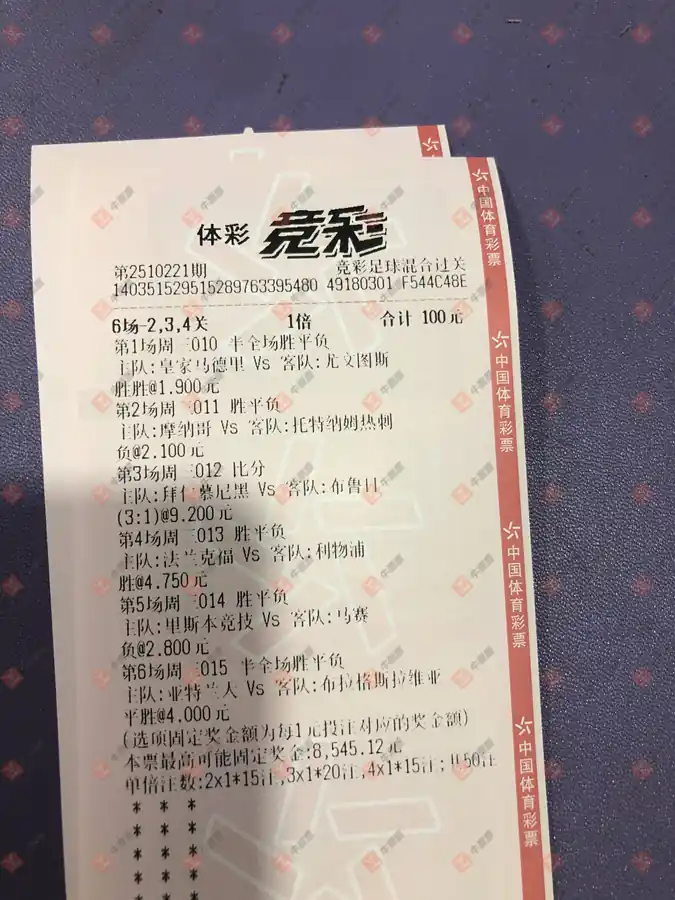 体彩 竞彩
第2510221期 竞彩足球混合过关
140351529515289763395480 49180301 F544C48E
6场-2,3,4关 1倍 合计 100元
第1场周三010 半全场胜平负
主队:皇家马德里 Vs 客队:尤文图斯
胜胜@1.900元
第2场周三011 胜平负
主队:摩纳哥 Vs 客队:托特纳姆热刺
负@2.100元
第3场周三012 比分
主队:拜仁慕尼黑 Vs 客队:布鲁日
(3:1)@9.200元
第4场周三013 胜平负
主队:法兰克福 Vs 客队:利物浦
胜@4.750元
第5场周三014 胜平负
主队:里斯本竞技 Vs 客队:马赛
负@2.800元
第6场周三015 半全场胜平负
主队:亚特兰大 Vs 客队:布拉格斯拉维亚
平胜@4.000元
(选项固定奖金额为每1元投注对应的奖金额)
本票最高可能固定奖金:8,545.12元
单倍注数:2x1*15注,3x1*20注,4x1*15注;共50注
* * *
* * *
* * *
* * *
* * *
中国体育彩票
中国体育彩票
中国体育彩票
中国体育彩票